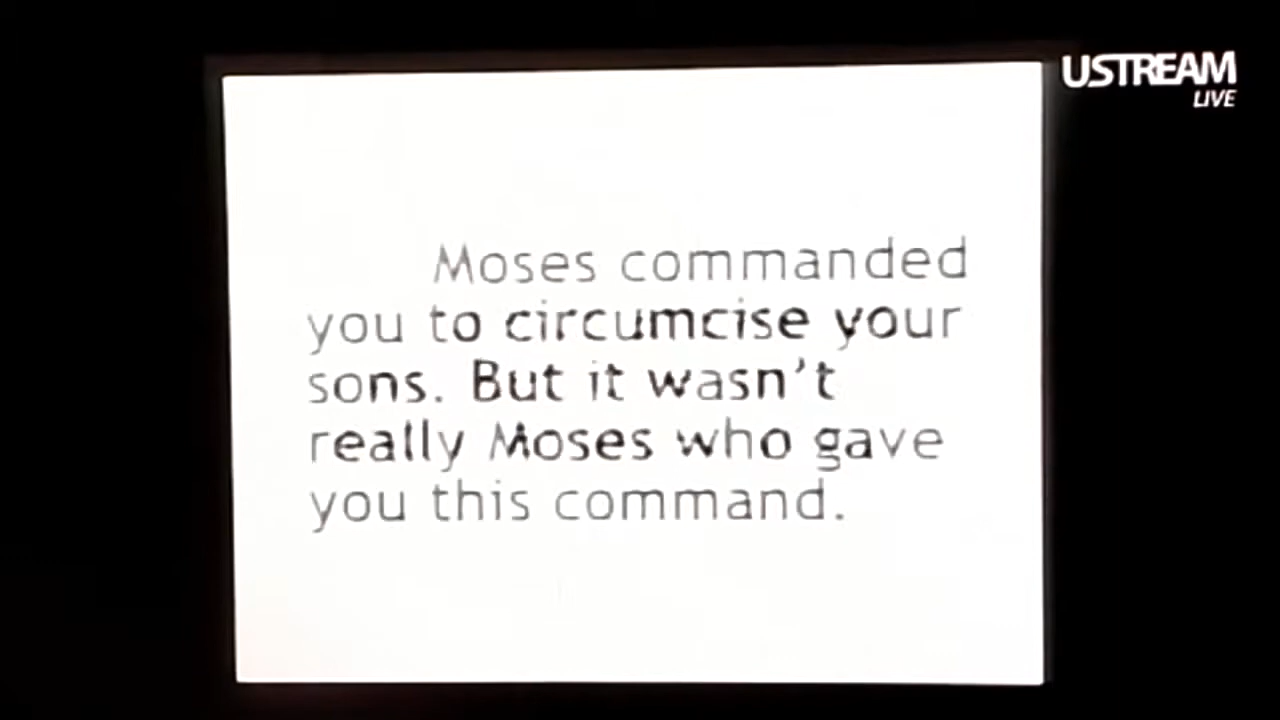 USTREAM
LIVE
Moses commanded
you to circumcise your
sons. But it wasn't
really Moses who gave
you this command.